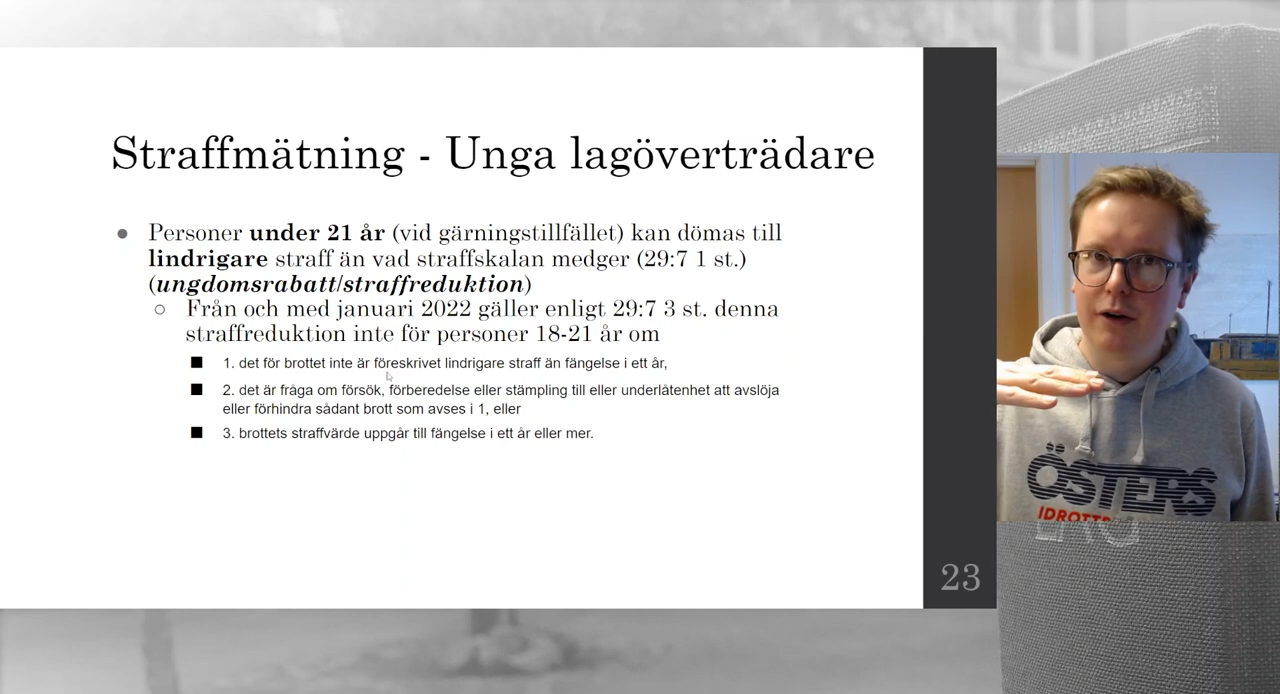 Straffmätning - Unga lagöverträdare
● Personer under 21 år (vid gärningstillfället) kan dömas till
lindrigare straff än vad straffskalan medger (29:7 1 st.)
(ungdomsrabatt/straffreduktion)
○ Från och med januari 2022 gäller enligt 29:7 3 st. denna
straffreduktion inte för personer 18-21 år om
■ 1. det för brottet inte är föreskrivet lindrigare straff än fängelse i ett år,
■ 2. det är fråga om försök, förberedelse eller stämpling till eller underlåtenhet att avslöja
eller förhindra sådant brott som avses i 1, eller
■ 3. brottets straffvärde uppgår till fängelse i ett år eller mer.
23
ÖSTERS